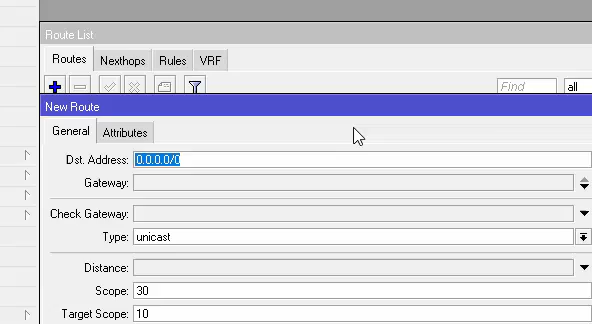 Route List
Routes Nexthops Rules VRF
Find all
New Route
General Attributes
Dst. Address: 0.0.0.0/0
Gateway:
Check Gateway:
Type: unicast
Distance:
Scope: 30
Target Scope: 10